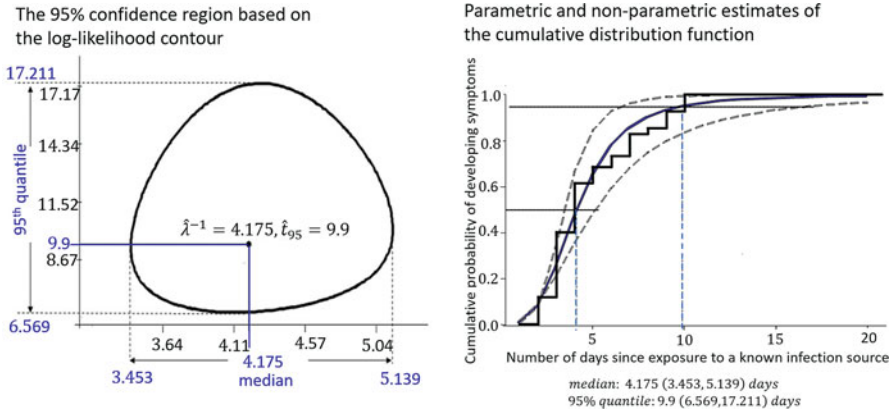 The 95% confidence region based on
the log-likelihood contour
17.211
17.17
14.34
11.52
9.9
8.67
6.569
95th quantile
λ̂⁻¹ = 4.175, t̂₉₅ = 9.9
3.64
4.11
4.57
5.04
4.175
median
3.453
5.139
Parametric and non-parametric estimates of
the cumulative distribution function
Cumulative probability of developing symptoms
1.0
0.8
0.6
0.4
0.2
0.0
5
10
15
20
Number of days since exposure to a known infection source
median: 4.175 (3.453,5.139) days
95% quantile: 9.9 (6.569,17.211) days